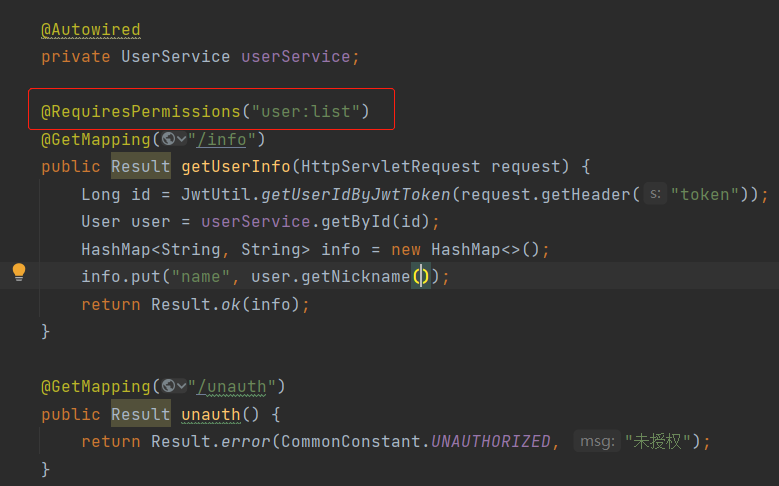 @Autowired
private UserService userService;
@RequiresPermissions("user:list")
@GetMapping("/info")
public Result getUserInfo(HttpServletRequest request) {
Long id = JwtUtil.getUserIdByJwtToken(request.getHeader( s: "token"));
User user = userService.getById(id);
HashMap<String, String> info = new HashMap<>();
info.put("name", user.getNickname());
return Result.ok(info);
}
@GetMapping("/unauth")
public Result unauth() {
return Result.error(CommonConstant.UNAUTHORIZED, msg: "未授权");
}